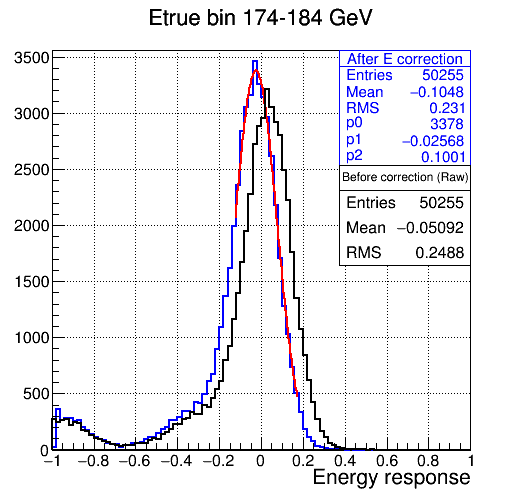 Etrue bin 174-184 GeV
After E correction
Entries 50255
Mean −0.1048
RMS 0.231
p0 3378
p1 −0.02568
p2 0.1001
Before correction (Raw)
Entries 50255
Mean −0.05092
RMS 0.2488
3500
3000
2500
2000
1500
1000
500
0
−1 −0.8 −0.6 −0.4 −0.2 0 0.2 0.4 0.6 0.8 1
Energy response